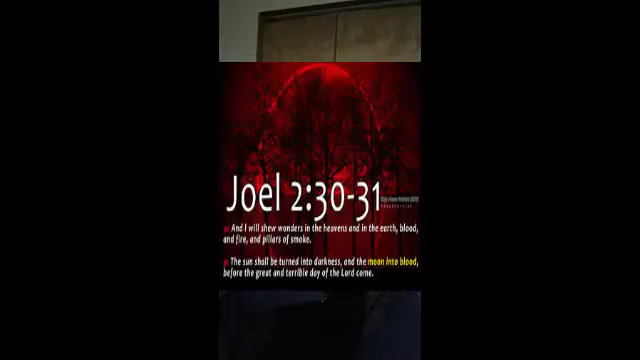 Joel 2:30-31
30 And I will shew wonders in the heavens and in the earth, blood,
and fire, and pillars of smoke.
31 The sun shall be turned into darkness, and the moon into blood,
before the great and terrible day of the Lord come.